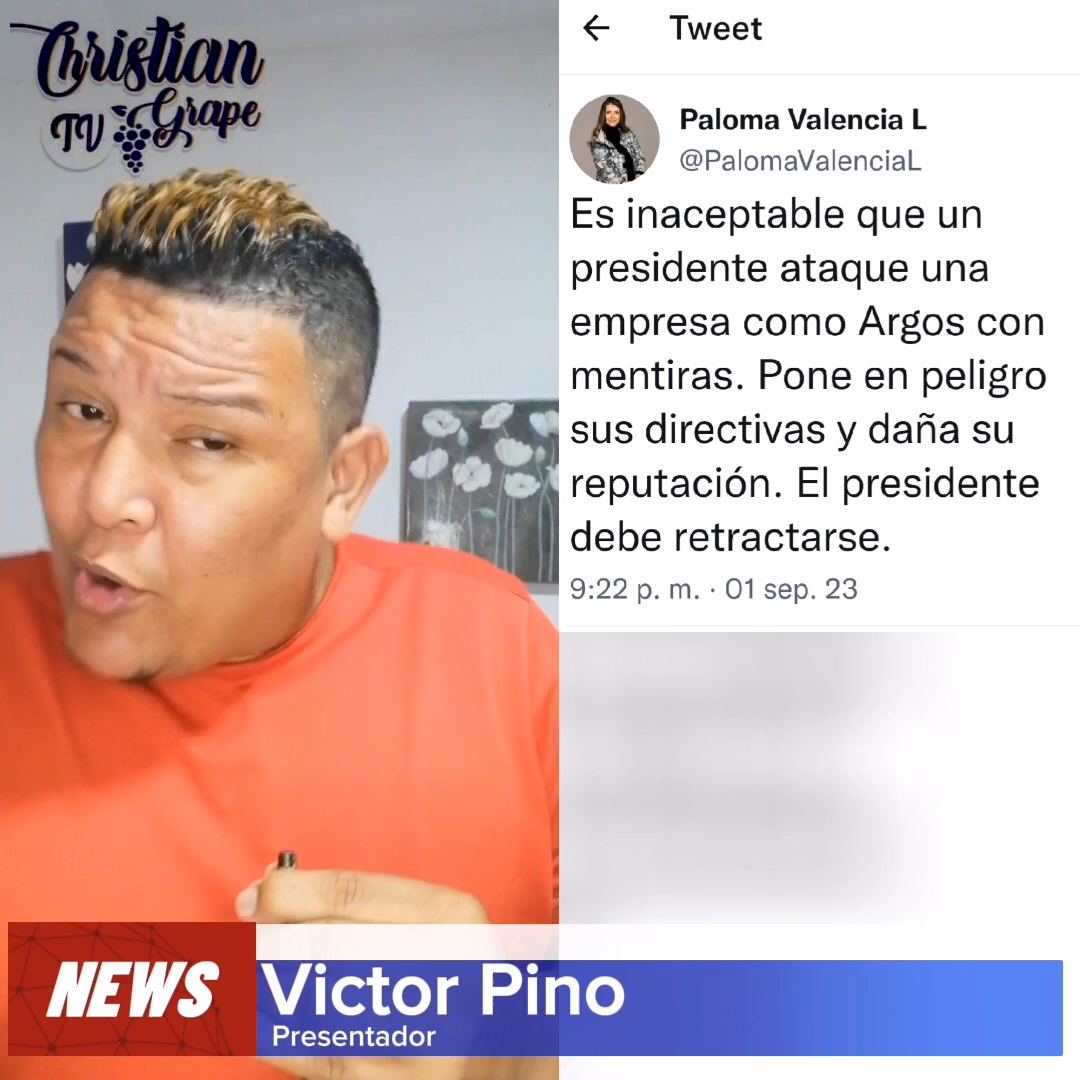 Christian
TV Grape
Tweet
Paloma Valencia L
@PalomaValenciaL
Es inaceptable que un
presidente ataque una
empresa como Argos con
mentiras. Pone en peligro
sus directivas y daña su
reputación. El presidente
debe retractarse.
9:22 p. m. · 01 sep. 23
NEWS
Victor Pino
Presentador